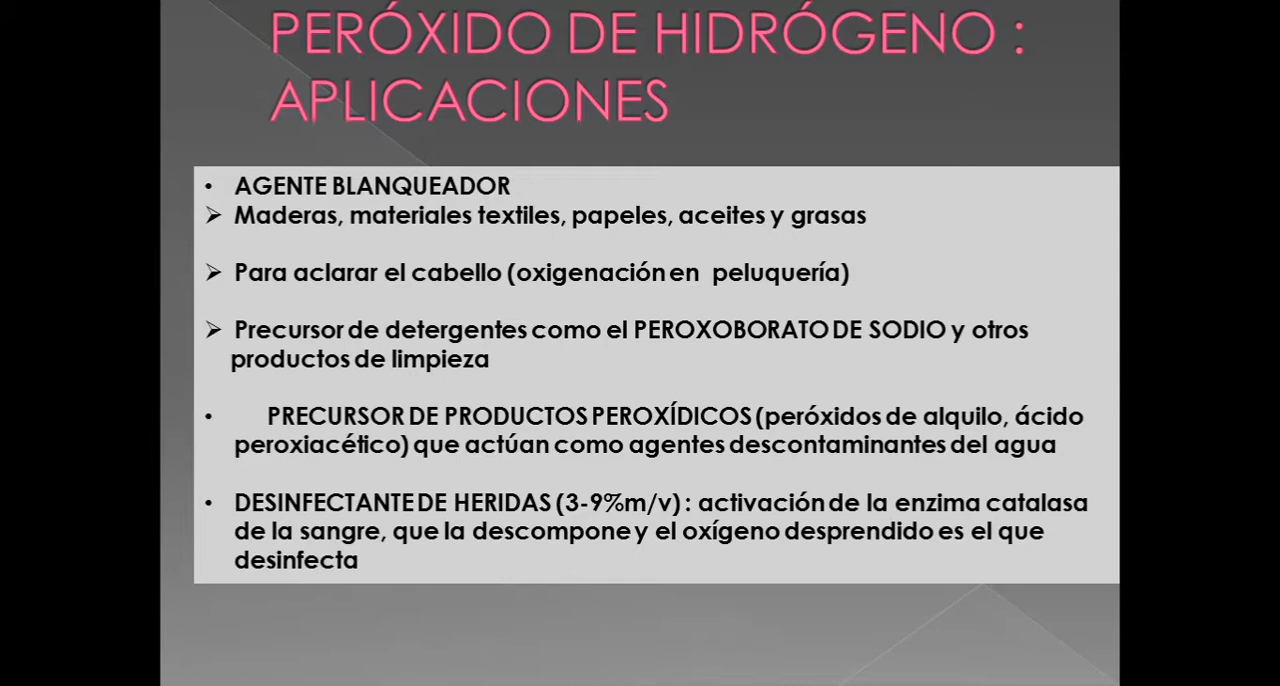 PERÓXIDO DE HIDRÓGENO :
APLICACIONES
• AGENTE BLANQUEADOR
➢ Maderas, materiales textiles, papeles, aceites y grasas
➢ Para aclarar el cabello (oxigenación en peluquería)
➢ Precursor de detergentes como el PEROXOBORATO DE SODIO y otros
productos de limpieza
• PRECURSOR DE PRODUCTOS PEROXÍDICOS (peróxidos de alquilo, ácido
peroxiacético) que actúan como agentes descontaminantes del agua
• DESINFECTANTE DE HERIDAS (3-9%m/v) : activación de la enzima catalasa
de la sangre, que la descompone y el oxígeno desprendido es el que
desinfecta